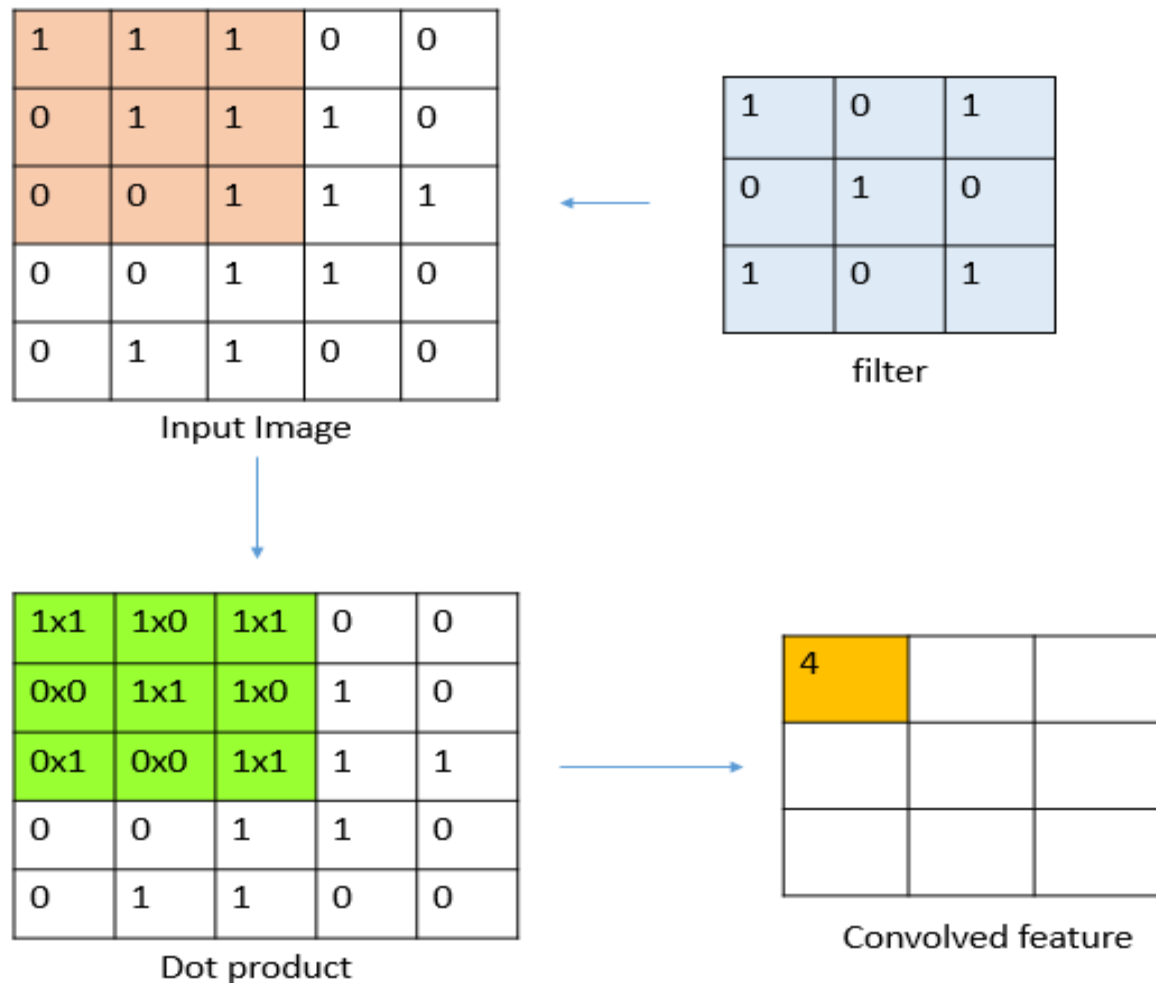 1 1 1 0 0
0 1 1 1 0
0 0 1 1 1
0 0 1 1 0
0 1 1 0 0
Input Image
1 0 1
0 1 0
1 0 1
filter
1x1 1x0 1x1 0 0
0x0 1x1 1x0 1 0
0x1 0x0 1x1 1 1
0 0 1 1 0
0 1 1 0 0
Dot product
4
Convolved feature